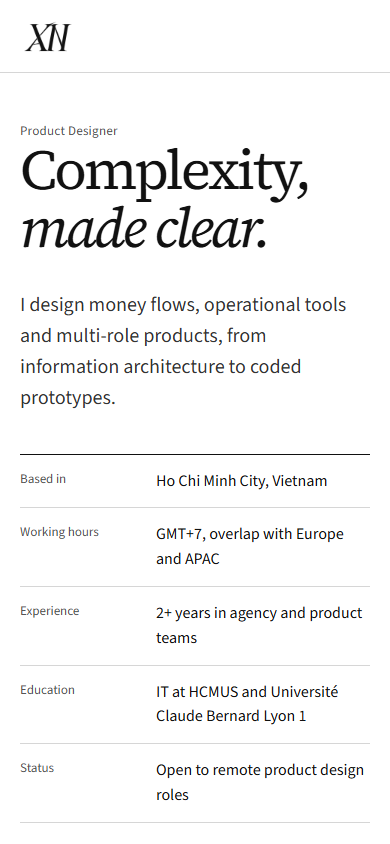 XN
Product Designer
Complexity,
made clear.
I design money flows, operational tools
and multi-role products, from
information architecture to coded
prototypes.
Based in
Ho Chi Minh City, Vietnam
Working hours
GMT+7, overlap with Europe
and APAC
Experience
2+ years in agency and product
teams
Education
IT at HCMUS and Université
Claude Bernard Lyon 1
Status
Open to remote product design
roles